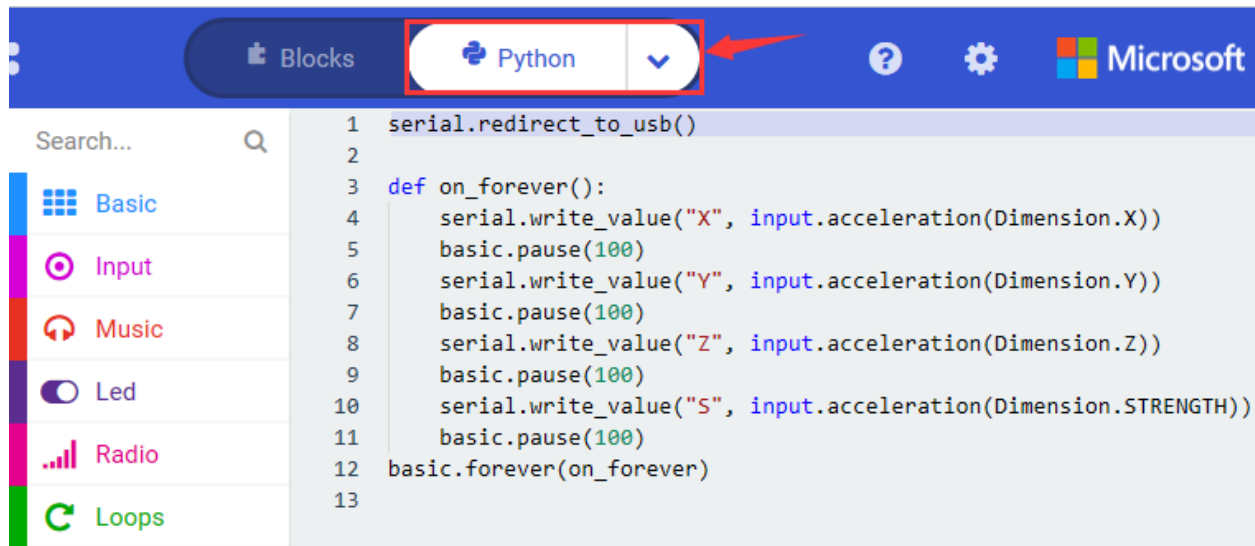 Blocks
Python
Microsoft
Search...
Basic
Input
Music
Led
Radio
Loops
1 serial.redirect_to_usb()
2
3 def on_forever():
4     serial.write_value("X", input.acceleration(Dimension.X))
5     basic.pause(100)
6     serial.write_value("Y", input.acceleration(Dimension.Y))
7     basic.pause(100)
8     serial.write_value("Z", input.acceleration(Dimension.Z))
9     basic.pause(100)
10     serial.write_value("S", input.acceleration(Dimension.STRENGTH))
11     basic.pause(100)
12 basic.forever(on_forever)
13